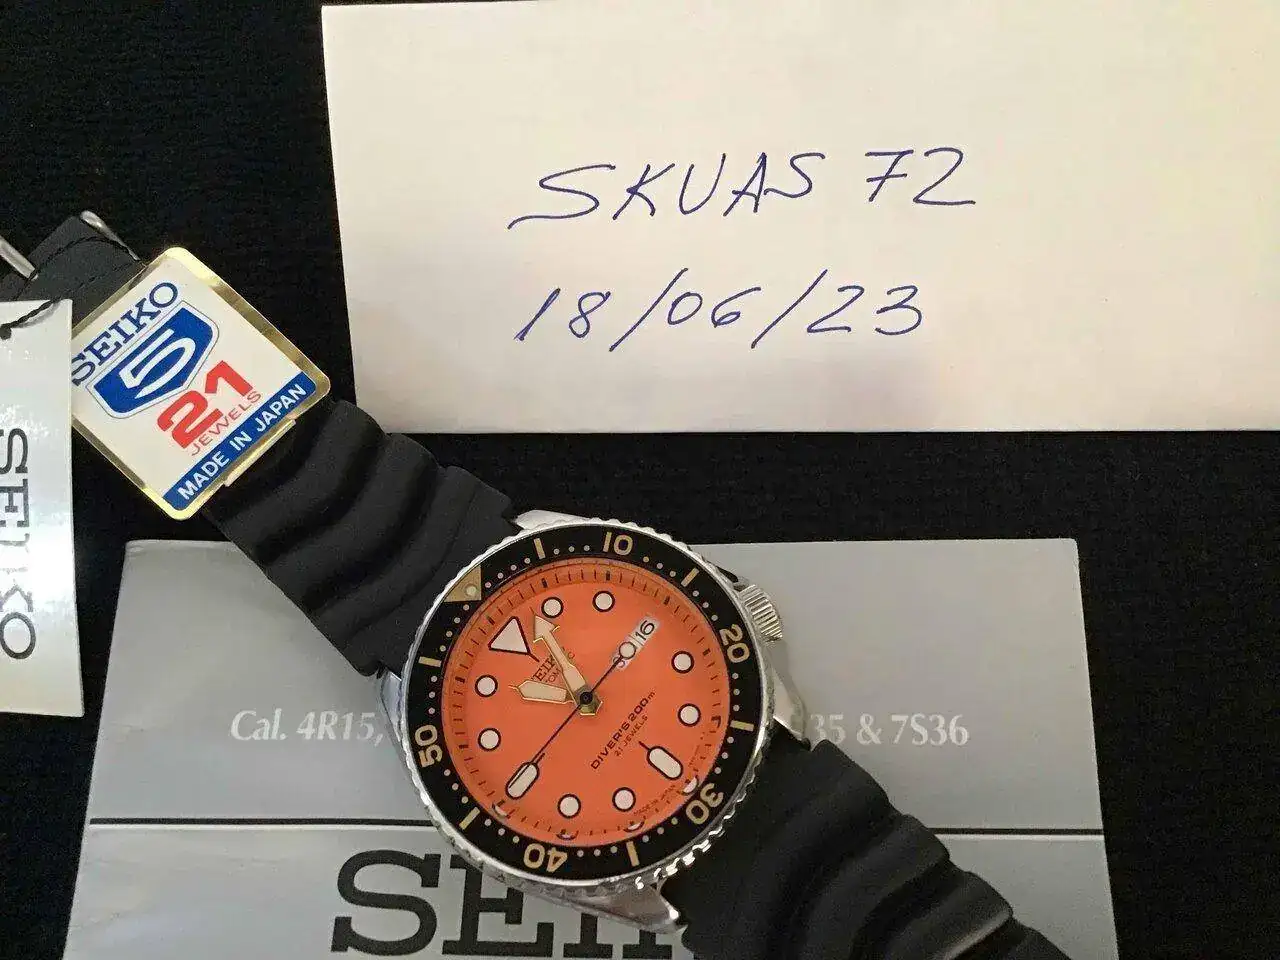 SKUAS 72
18/06/23
SEIKO
5
21
JEWELS
MADE IN JAPAN
SEIKO
10
20
30
40
50
16
DIVER'S 200m
21 JEWELS
Cal. 4R15,
35 & 7S36
SEI